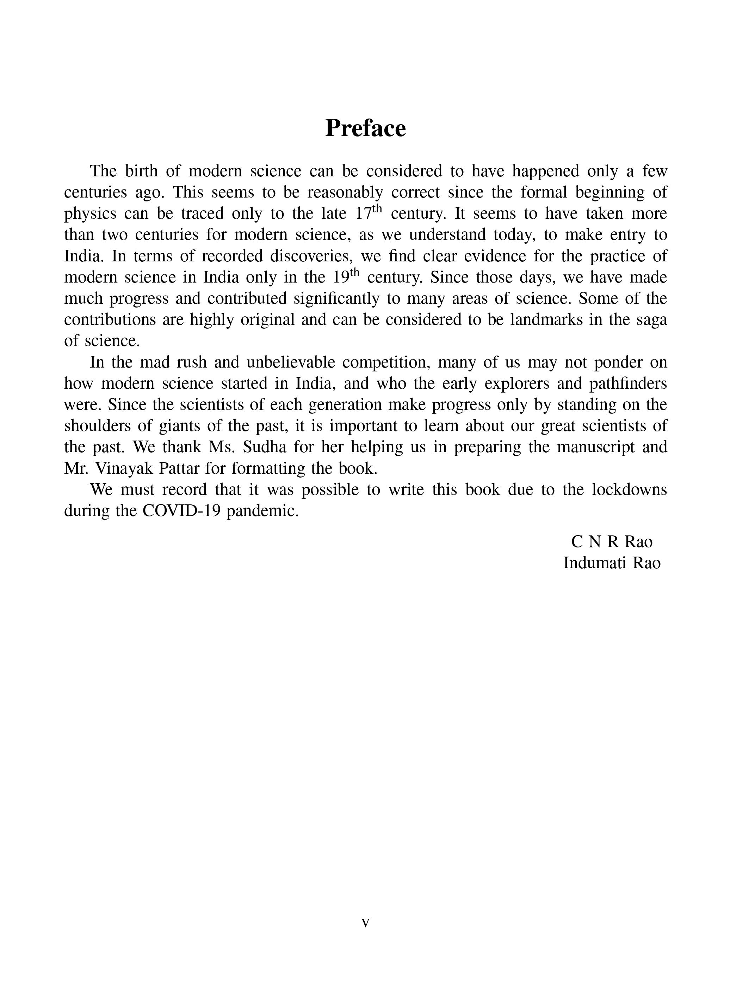 Preface
The birth of modern science can be considered to have happened only a few
centuries ago. This seems to be reasonably correct since the formal beginning of
physics can be traced only to the late 17th century. It seems to have taken more
than two centuries for modern science, as we understand today, to make entry to
India. In terms of recorded discoveries, we find clear evidence for the practice of
modern science in India only in the 19th century. Since those days, we have made
much progress and contributed significantly to many areas of science. Some of the
contributions are highly original and can be considered to be landmarks in the saga
of science.
In the mad rush and unbelievable competition, many of us may not ponder on
how modern science started in India, and who the early explorers and pathfinders
were. Since the scientists of each generation make progress only by standing on the
shoulders of giants of the past, it is important to learn about our great scientists of
the past. We thank Ms. Sudha for her helping us in preparing the manuscript and
Mr. Vinayak Pattar for formatting the book.
We must record that it was possible to write this book due to the lockdowns
during the COVID-19 pandemic.
C N R Rao
Indumati Rao
v